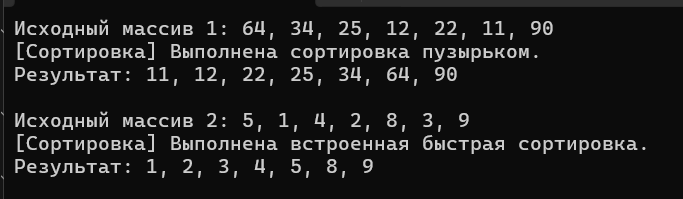 Исходный массив 1: 64, 34, 25, 12, 22, 11, 90
[Сортировка] Выполнена сортировка пузырьком.
Результат: 11, 12, 22, 25, 34, 64, 90

Исходный массив 2: 5, 1, 4, 2, 8, 3, 9
[Сортировка] Выполнена встроенная быстрая сортировка.
Результат: 1, 2, 3, 4, 5, 8, 9